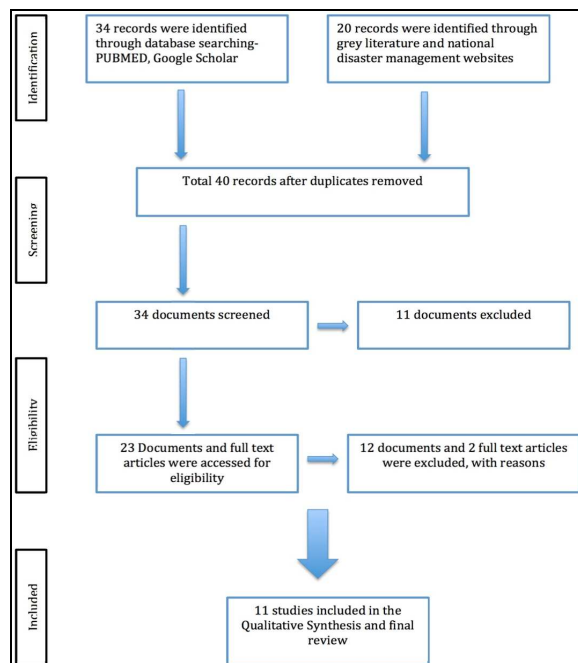 Identification
34 records were identified
through database searching-
PUBMED, Google Scholar
20 records were identified through
grey literature and national
disaster management websites
Screening
Total 40 records after duplicates removed
34 documents screened
11 documents excluded
Eligibility
23 Documents and full text
articles were accessed for
eligibility
12 documents and 2 full text articles
were excluded, with reasons
Included
11 studies included in the
Qualitative Synthesis and final
review